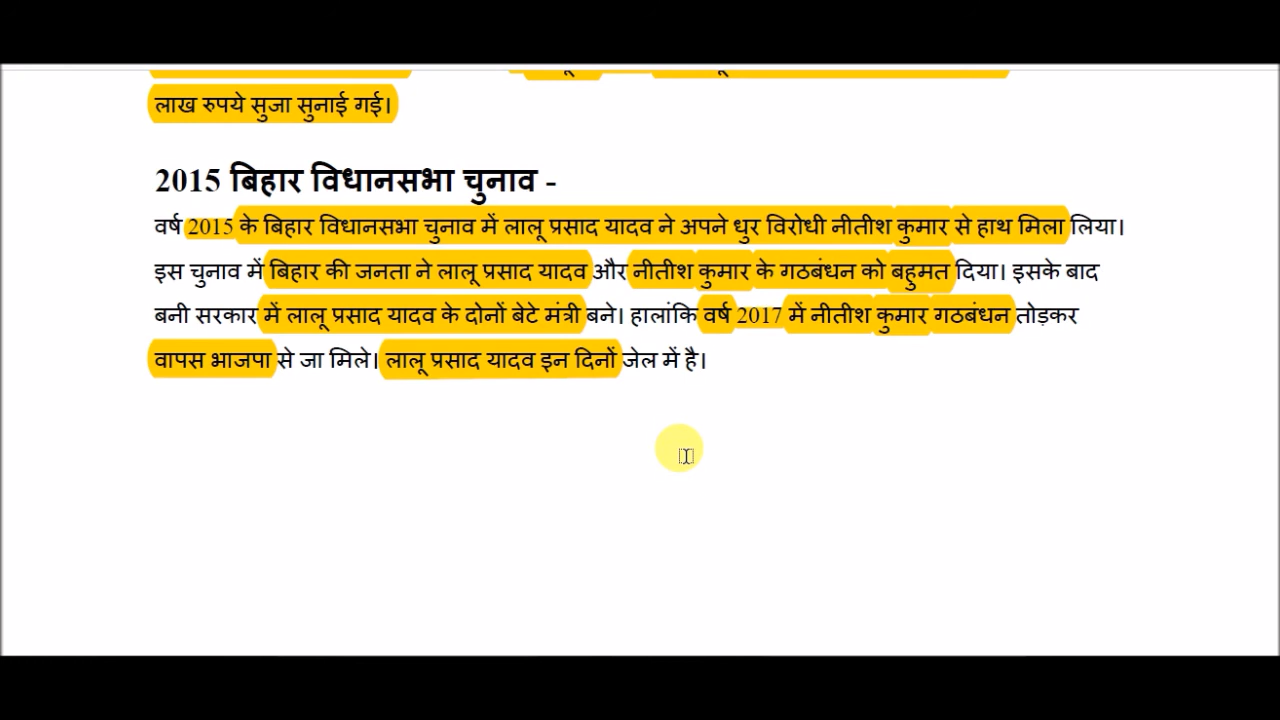 लाख रुपये सुजा सुनाई गई।
2015 बिहार विधानसभा चुनाव -
वर्ष 2015 के बिहार विधानसभा चुनाव में लालू प्रसाद यादव ने अपने धुर विरोधी नीतीश कुमार से हाथ मिला लिया।
इस चुनाव में बिहार की जनता ने लालू प्रसाद यादव और नीतीश कुमार के गठबंधन को बहुमत दिया। इसके बाद
बनी सरकार में लालू प्रसाद यादव के दोनों बेटे मंत्री बने। हालांकि वर्ष 2017 में नीतीश कुमार गठबंधन तोड़कर
वापस भाजपा से जा मिले। लालू प्रसाद यादव इन दिनों जेल में है।